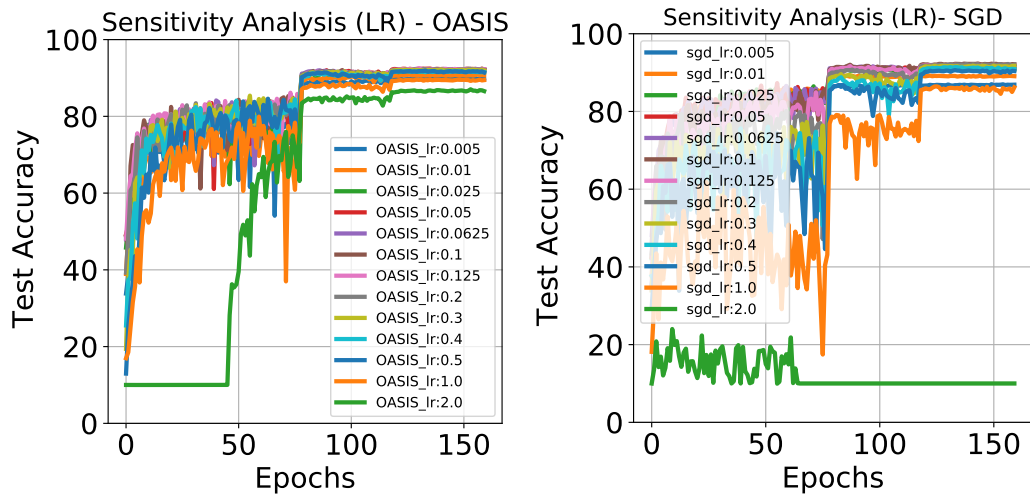 Sensitivity Analysis (LR) - OASIS
Test Accuracy
100
80
60
40
20
0
0
50
100
150
Epochs
OASIS_lr:0.005
OASIS_lr:0.01
OASIS_lr:0.025
OASIS_lr:0.05
OASIS_lr:0.0625
OASIS_lr:0.1
OASIS_lr:0.125
OASIS_lr:0.2
OASIS_lr:0.3
OASIS_lr:0.4
OASIS_lr:0.5
OASIS_lr:1.0
OASIS_lr:2.0
Sensitivity Analysis (LR)- SGD
Test Accuracy
100
80
60
40
20
0
0
50
100
150
Epochs
sgd_lr:0.005
sgd_lr:0.01
sgd_lr:0.025
sgd_lr:0.05
sgd_lr:0.0625
sgd_lr:0.1
sgd_lr:0.125
sgd_lr:0.2
sgd_lr:0.3
sgd_lr:0.4
sgd_lr:0.5
sgd_lr:1.0
sgd_lr:2.0